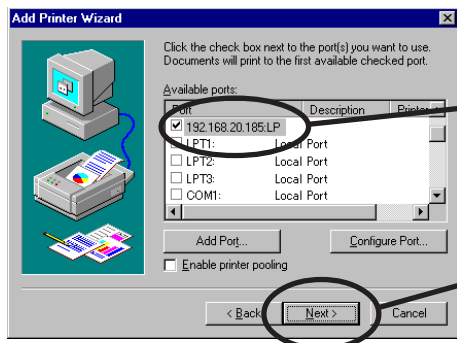 Add Printer Wizard
Click the check box next to the port(s) you want to use.
Documents will print to the first available checked port.
Available ports:
Port Description Printer
192.168.20.185:LP
LPT1: Local Port
LPT2: Local Port
LPT3: Local Port
COM1: Local Port
Add Port... Configure Port...
Enable printer pooling
< Back Next > Cancel